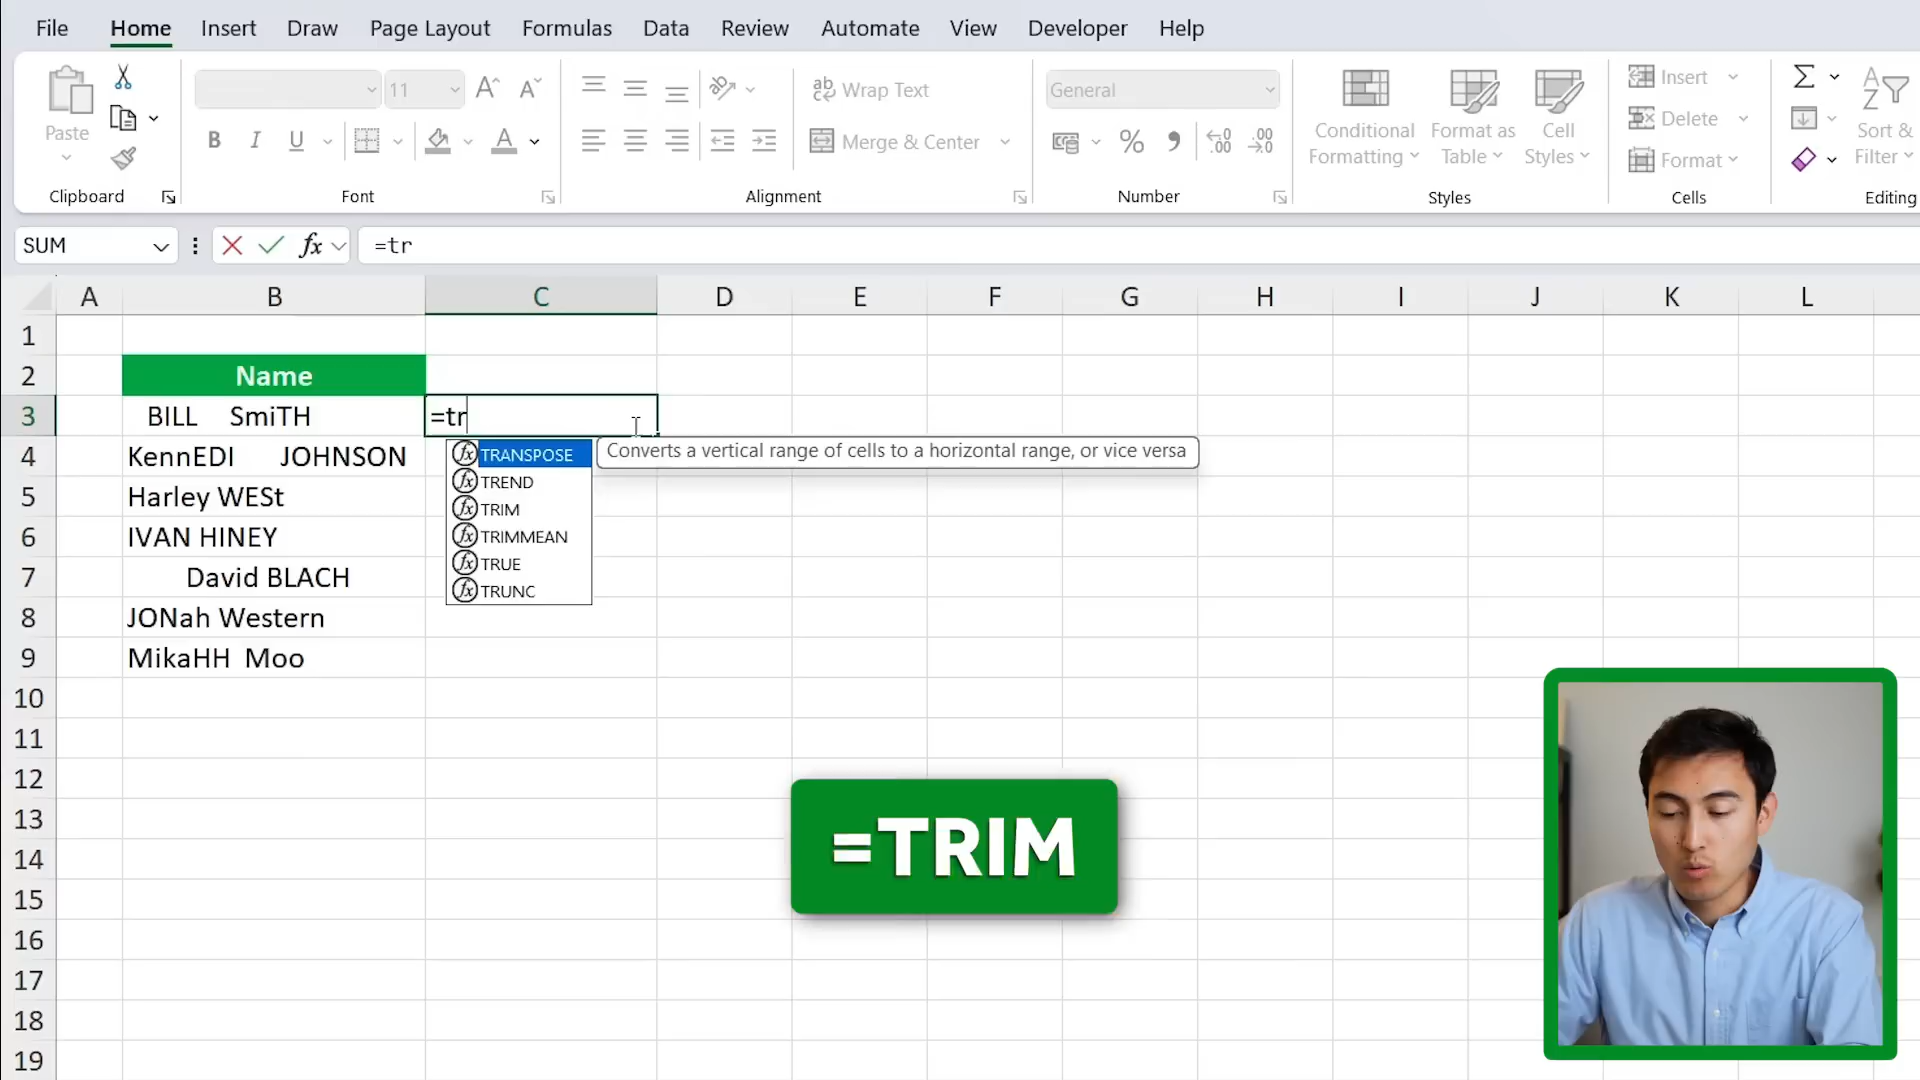 File Home Insert Draw Page Layout Formulas Data Review Automate View Developer Help
Paste
11
B I U
A
Wrap Text
Merge & Center
General
%
Conditional Formatting
Format as Table
Cell Styles
Insert
Delete
Format
Sort &
Filter
Clipboard Font Alignment Number Styles Cells Editing
SUM fx =tr
A B C D E F G H I J K L
1
2 Name
3 BILL     SmiTH =tr
4 KennEDI      JOHNSON
5 Harley WESt
6 IVAN HINEY
7 David BLACH
8 JONah Western
9 MikaHH  Moo
TRANSPOSE Converts a vertical range of cells to a horizontal range, or vice versa
TREND
TRIM
TRIMMEAN
TRUE
TRUNC
10
11
12
13
14
15
16
17
18
19
=TRIM